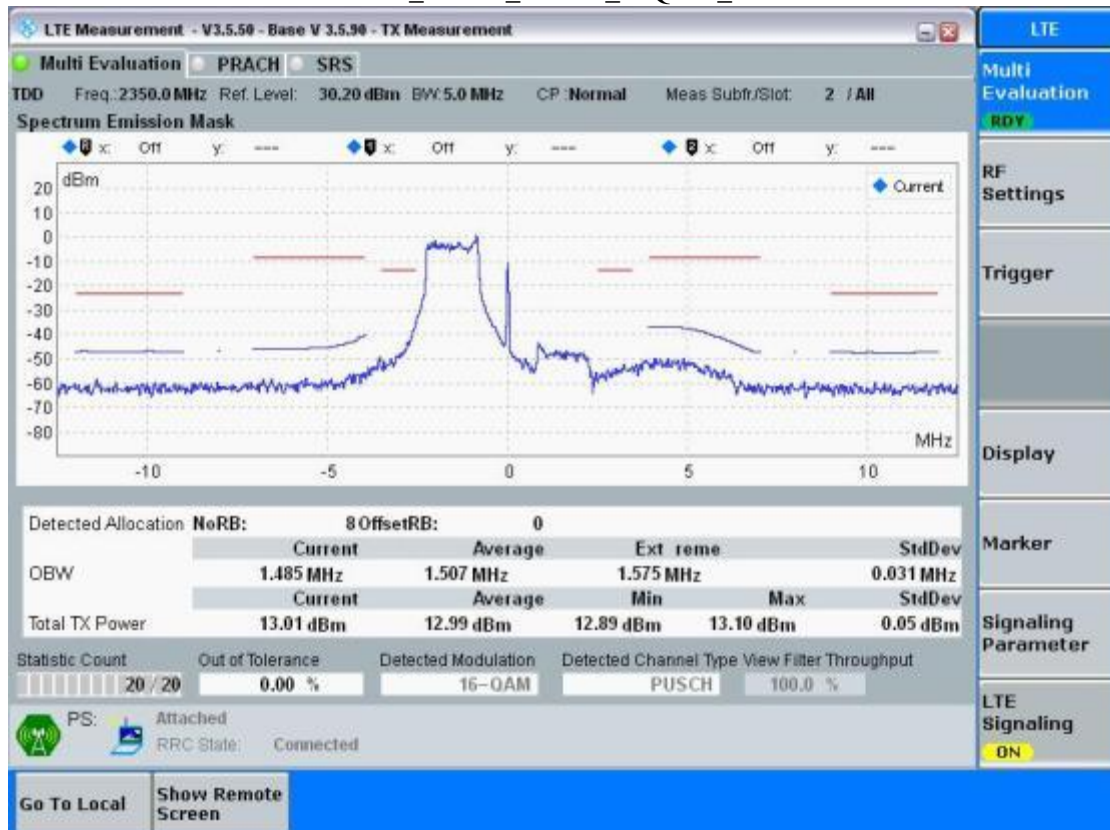 LTE Measurement - V3.5.50 - Base V 3.5.90 - TX Measurement
LTE
Multi Evaluation PRACH SRS
Multi Evaluation
RDY
TDD Freq.:2350.0 MHz Ref. Level: 30.20 dBm BW: 5.0 MHz CP :Normal Meas Subfr./Slot: 2 / All
Spectrum Emission Mask
x: Off y: --- x: Off y: --- x: Off y: ---
dBm
Current
20
10
0
-10
-20
-30
-40
-50
-60
-70
-80
MHz
-10 -5 0 5 10
RF Settings
Trigger
Display
Marker
Signaling Parameter
LTE Signaling
ON
Detected Allocation NoRB: 8 OffsetRB: 0
Current Average Ext reme StdDev
OBW 1.485 MHz 1.507 MHz 1.575 MHz 0.031 MHz
Current Average Min Max StdDev
Total TX Power 13.01 dBm 12.99 dBm 12.89 dBm 13.10 dBm 0.05 dBm
Statistic Count Out of Tolerance Detected Modulation Detected Channel Type View Filter Throughput
20 / 20 0.00 % 16-QAM PUSCH 100.0 %
PS: Attached
RRC State: Connected
Go To Local
Show Remote Screen